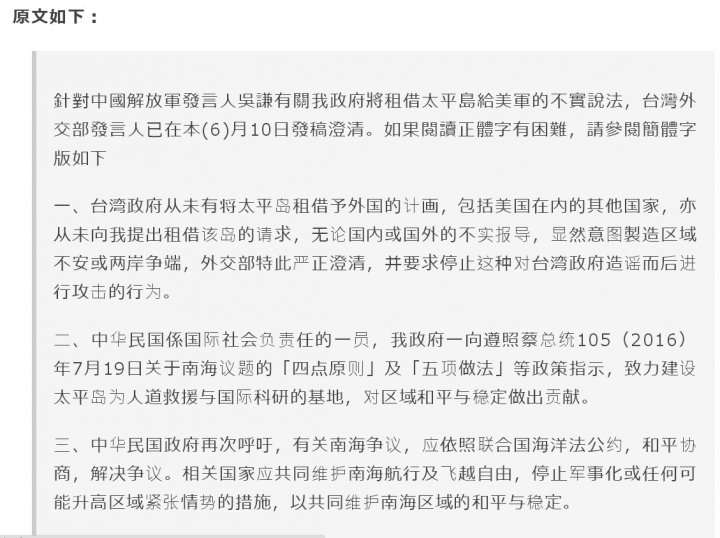 原文如下：
針對中國解放軍發言人吳謙有關我政府將租借太平島給美軍的不實說法，台灣外
交部發言人已在本(6)月10日發稿澄清。如果閱讀正體字有困難，請參閱簡體字
版如下
一、台湾政府从未有将太平岛租借予外国的计画，包括美国在内的其他国家，亦
从未向我提出租借该岛的请求，无论国内或国外的不实报导，显然意图製造区域
不安或两岸争端，外交部特此严正澄清，并要求停止这种对台湾政府造谣而后进
行攻击的行为。
二、中华民国係国际社会负责任的一员，我政府一向遵照蔡总统105（2016）
年7月19日关于南海议题的「四点原则」及「五项做法」等政策指示，致力建设
太平岛为人道救援与国际科研的基地，对区域和平与稳定做出贡献。
三、中华民国政府再次呼吁，有关南海争议，应依照联合国海洋法公约，和平协
商，解决争议。相关国家应共同维护南海航行及飞越自由，停止军事化或任何可
能升高区域紧张情势的措施，以共同维护南海区域的和平与稳定。